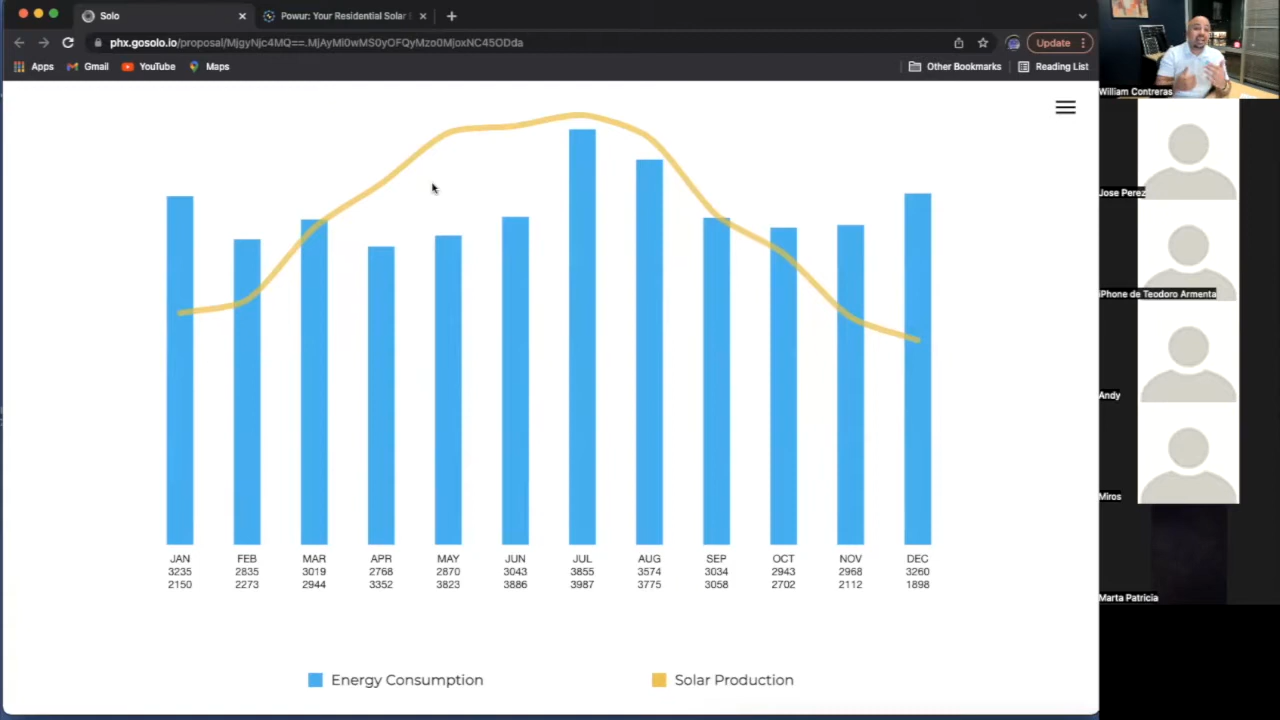 Solo
Powur: Your Residential Solar
phx.gosolo.io/proposal/MjgyNjc4MQ==.MjAyMi0wMS0yOFQyMzo0MjoxNC45ODda
Update
Apps
Gmail
YouTube
Maps
Other Bookmarks
Reading List
JAN FEB MAR APR MAY JUN JUL AUG SEP OCT NOV DEC
3235 2835 3019 2768 2870 3043 3855 3574 3034 2943 2968 3260
2150 2273 2944 3352 3823 3886 3987 3775 3058 2702 2112 1898
Energy Consumption
Solar Production
William Contreras
Jose Perez
iPhone de Teodoro Armenta
Andy
Miros
Marta Patricia